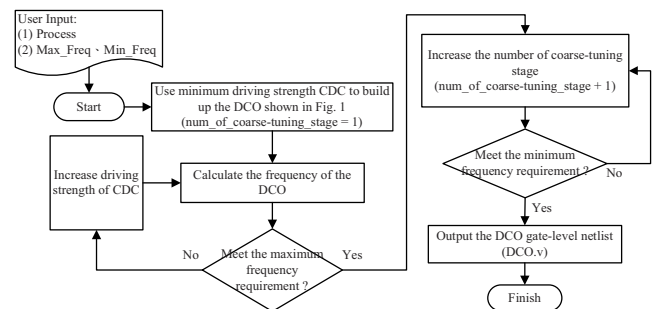 User Input:
(1) Process
(2) Max_Freq、Min_Freq
Start
Use minimum driving strength CDC to build
up the DCO shown in Fig. 1
(num_of_coarse-tuning_stage = 1)
Increase driving
strength of CDC
Calculate the frequency of the
DCO
No
Meet the maximum
frequency
requirement ?
Yes
Increase the number of coarse-tuning
stage
(num_of_coarse-tuning_stage + 1)
Meet the minimum
frequency requirement ?
No
Yes
Output the DCO gate-level netlist
(DCO.v)
Finish